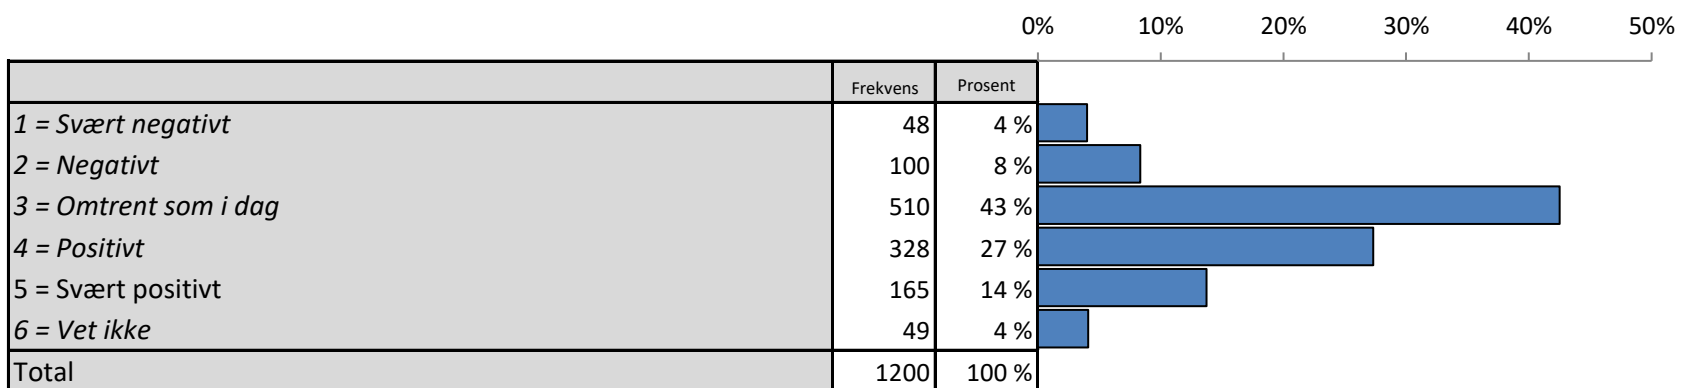 0% 10% 20% 30% 40% 50%
Frekvens Prosent
1 = Svært negativt 48 4 %
2 = Negativt 100 8 %
3 = Omtrent som i dag 510 43 %
4 = Positivt 328 27 %
5 = Svært positivt 165 14 %
6 = Vet ikke 49 4 %
Total 1200 100 %